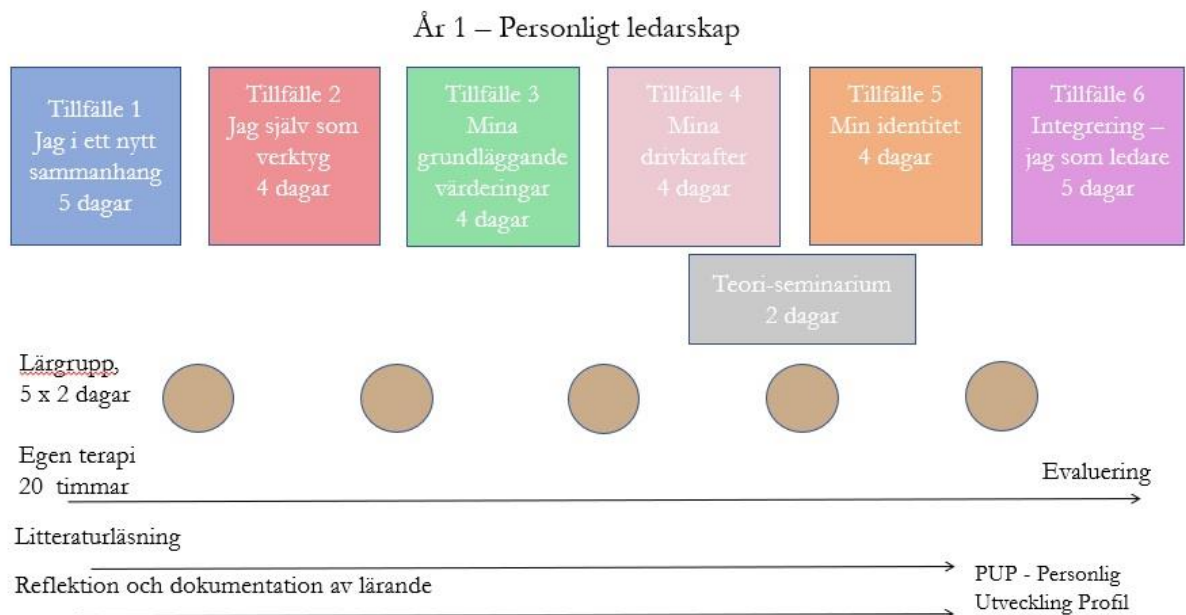 År 1 – Personligt ledarskap
Tillfälle 1
Jag i ett nytt
sammanhang
5 dagar
Tillfälle 2
Jag själv som
verktyg
4 dagar
Tillfälle 3
Mina
grundläggande
värderingar
4 dagar
Tillfälle 4
Mina
drivkrafter
4 dagar
Tillfälle 5
Min identitet
4 dagar
Tillfälle 6
Integrering –
jag som ledare
5 dagar
Teori-seminarium
2 dagar
Lärgrupp,
5 x 2 dagar
Egen terapi
20 timmar
Evaluering
Litteraturläsning
Reflektion och dokumentation av lärande
PUP - Personlig
Utveckling Profil